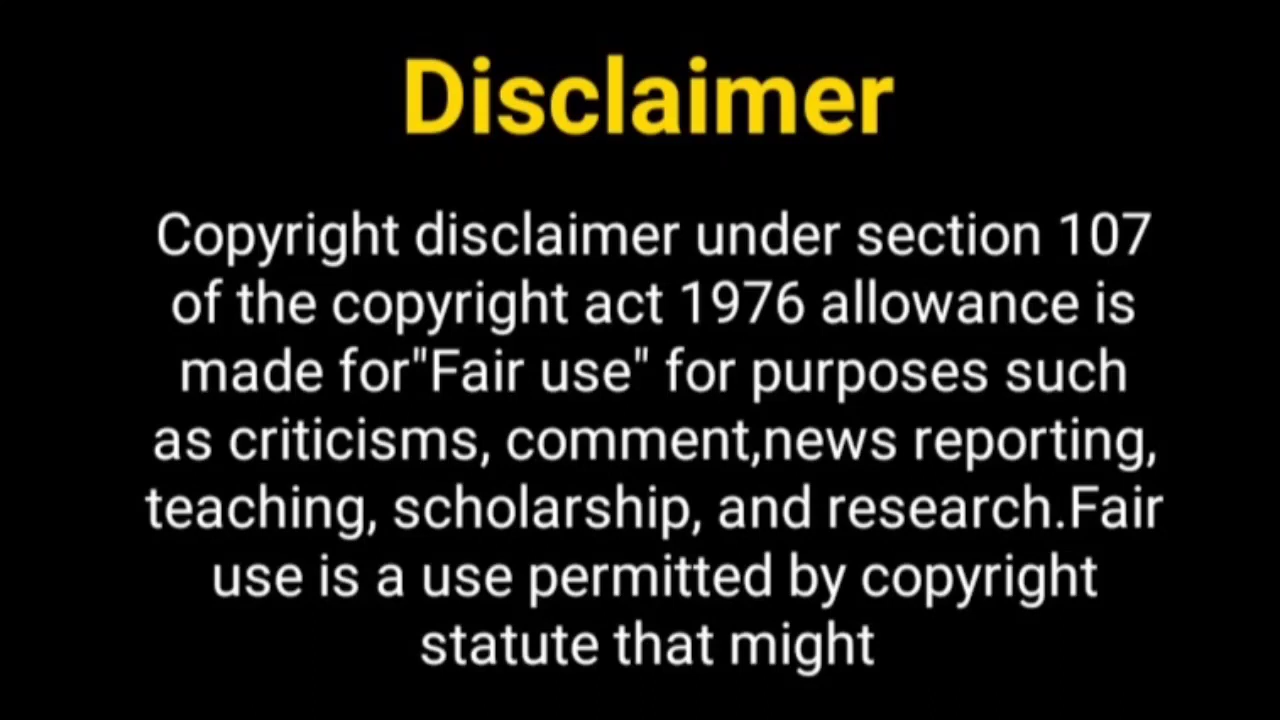 Disclaimer
Copyright disclaimer under section 107
of the copyright act 1976 allowance is
made for"Fair use" for purposes such
as criticisms, comment,news reporting,
teaching, scholarship, and research.Fair
use is a use permitted by copyright
statute that might